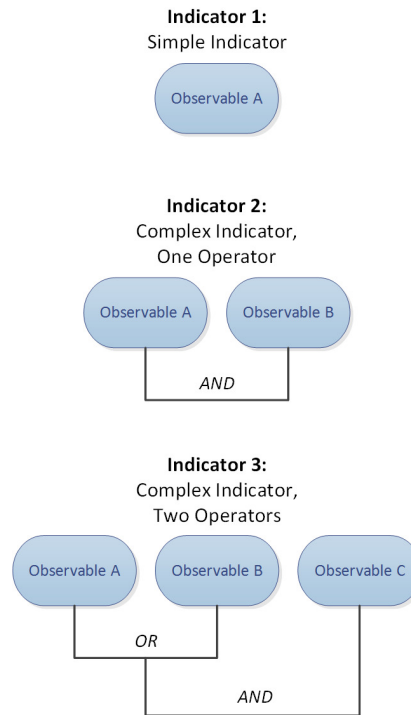 Indicator 1:
Simple Indicator
Observable A
Indicator 2:
Complex Indicator,
One Operator
Observable A
Observable B
AND
Indicator 3:
Complex Indicator,
Two Operators
Observable A
Observable B
Observable C
OR
AND